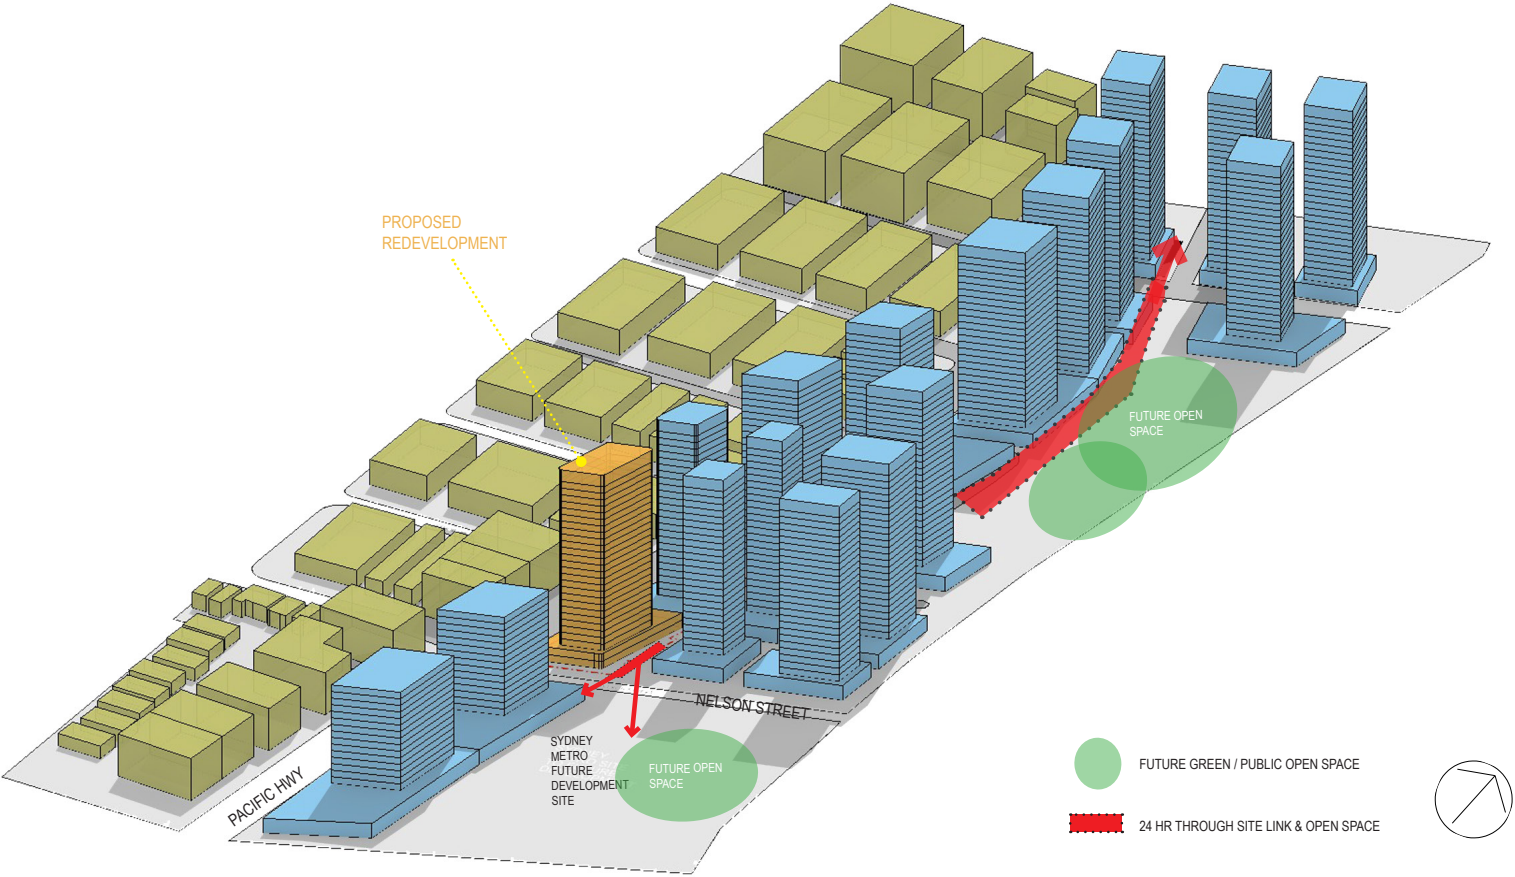 PROPOSED
REDEVELOPMENT
FUTURE OPEN
SPACE
NELSON STREET
SYDNEY
METRO
FUTURE
DEVELOPMENT
SITE
FUTURE OPEN
SPACE
PACIFIC HWY
FUTURE GREEN / PUBLIC OPEN SPACE
24 HR THROUGH SITE LINK & OPEN SPACE